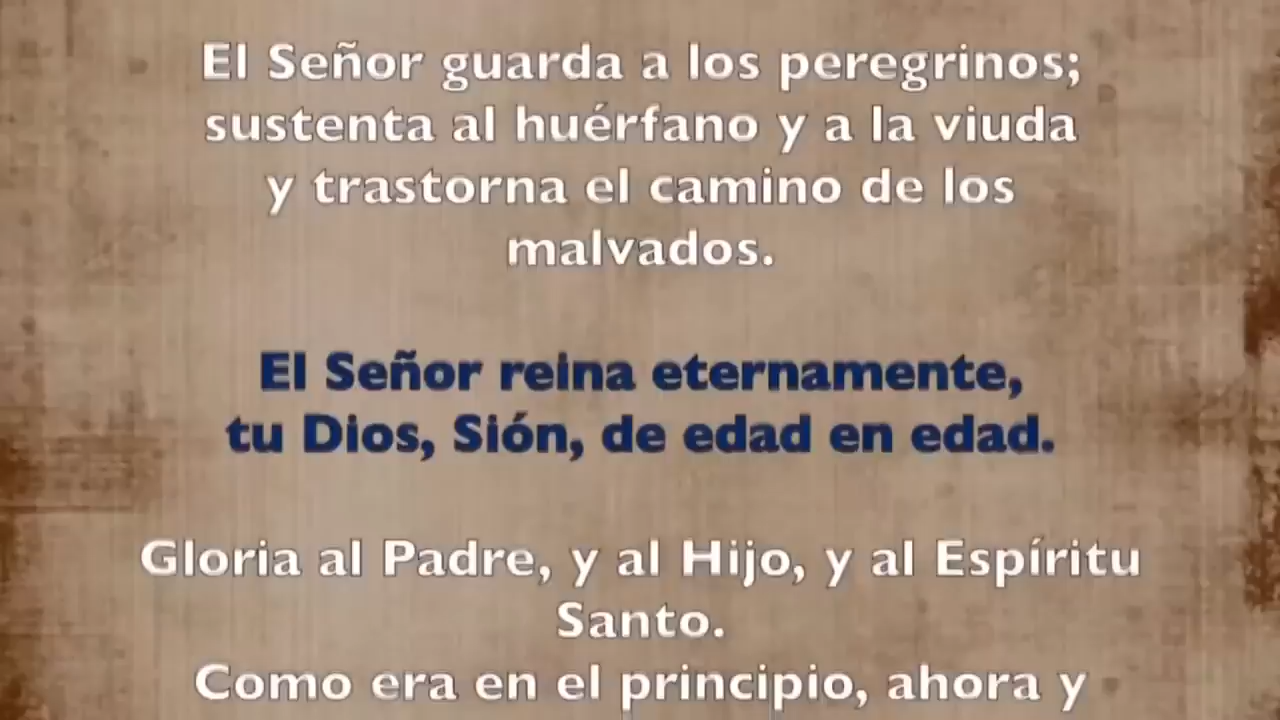 El Señor guarda a los peregrinos;
sustenta al huérfano y a la viuda
y trastorna el camino de los
malvados.
El Señor reina eternamente,
tu Dios, Sión, de edad en edad.
Gloria al Padre, y al Hijo, y al Espíritu
Santo.
Como era en el principio, ahora y